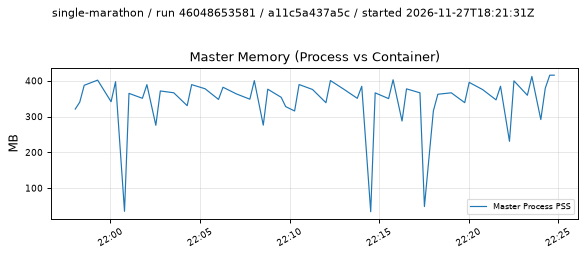 single-marathon / run 46048653581 / a11c5a437a5c / started 2026-11-27T18:21:31Z
Master Memory (Process vs Container)
400
300
200
100
MB
Master Process PSS
22:00
22:05
22:10
22:15
22:20
22:25